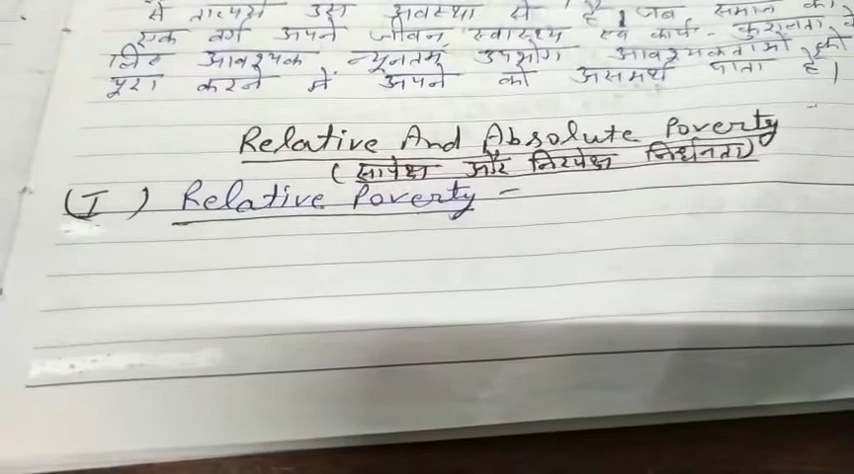 से तात्पर्य उस अवस्था से है। जब समाज का
एक वर्ग अपने जीवन, स्वास्थ्य एवं कार्य-कुशलता के
लिए आवश्यक न्यूनतम उपभोग आवश्यकताओं को
पूरा करने में अपने को असमर्थ पाता है।
Relative And Absolute Poverty
(सापेक्ष और निरपेक्ष निर्धनता)
(I) Relative Poverty -